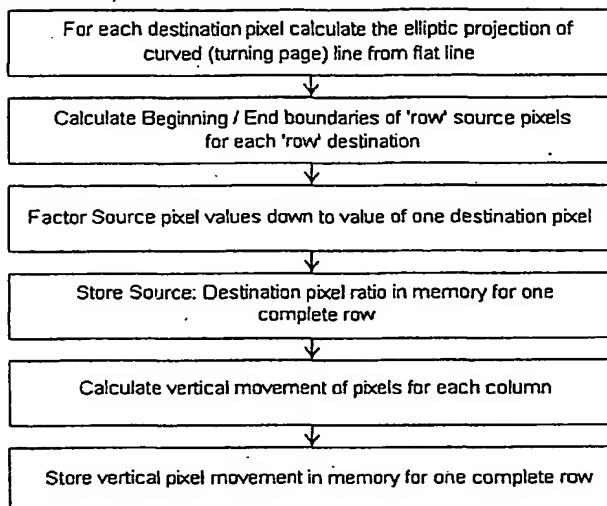 For each destination pixel calculate the elliptic projection of
curved (turning page) line from flat line
Calculate Beginning / End boundaries of 'row' source pixels
for each 'row' destination
Factor Source pixel values down to value of one destination pixel
Store Source: Destination pixel ratio in memory for one
complete row
Calculate vertical movement of pixels for each column
Store vertical pixel movement in memory for one complete row